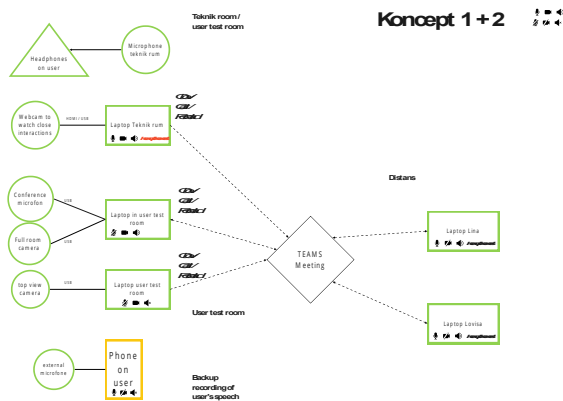 Koncept 1 + 2
Teknik room /
user test room
Headphones
on user
Microphone
teknik rum
Webcam to
watch close
interactions
HDMI / USB
Laptop Teknik rum
Conference
microfon
USB
Full room
camera
USB
Laptop in user test
room
top view
camera
USB
Laptop user test
room
TEAMS
Meeting
Distans
Laptop Lina
Laptop Lovisa
User test room
external
microfone
Phone
on
user
Backup
recording of
user's speech